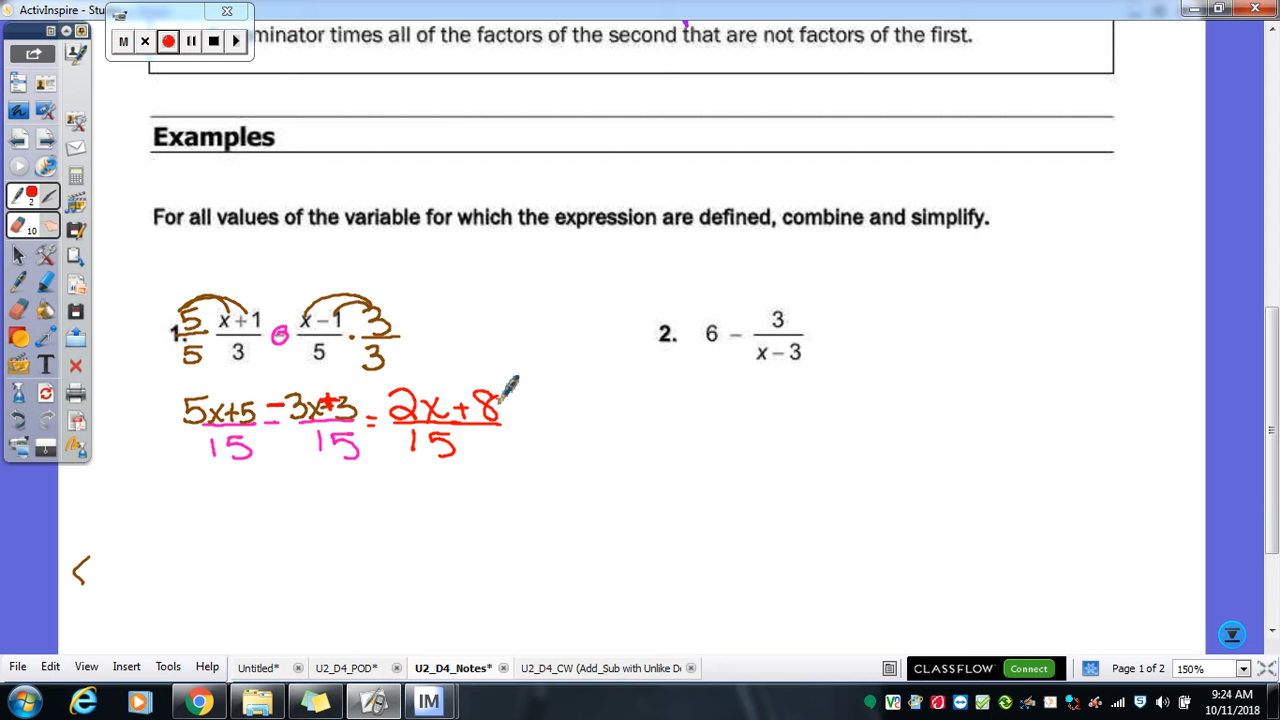 ActivInspire - Stu
M
minator times all of the factors of the second that are not factors of the first.
Examples
For all values of the variable for which the expression are defined, combine and simplify.
1. 5/5 (x + 1)/3 - (x – 1)/5 · 3/3
(5x+5)/15 - (3x+3)/15 = (2x+8)/15
2. 6 – 3/(x – 3)
2
10
T
<
File Edit View Insert Tools Help Untitled* U2_D4_POD* U2_D4_Notes* U2_D4_CW (Add_Sub with Unlike De CLASSFLOW Connect Page 1 of 2 150%
IM
9:24 AM
10/11/2018